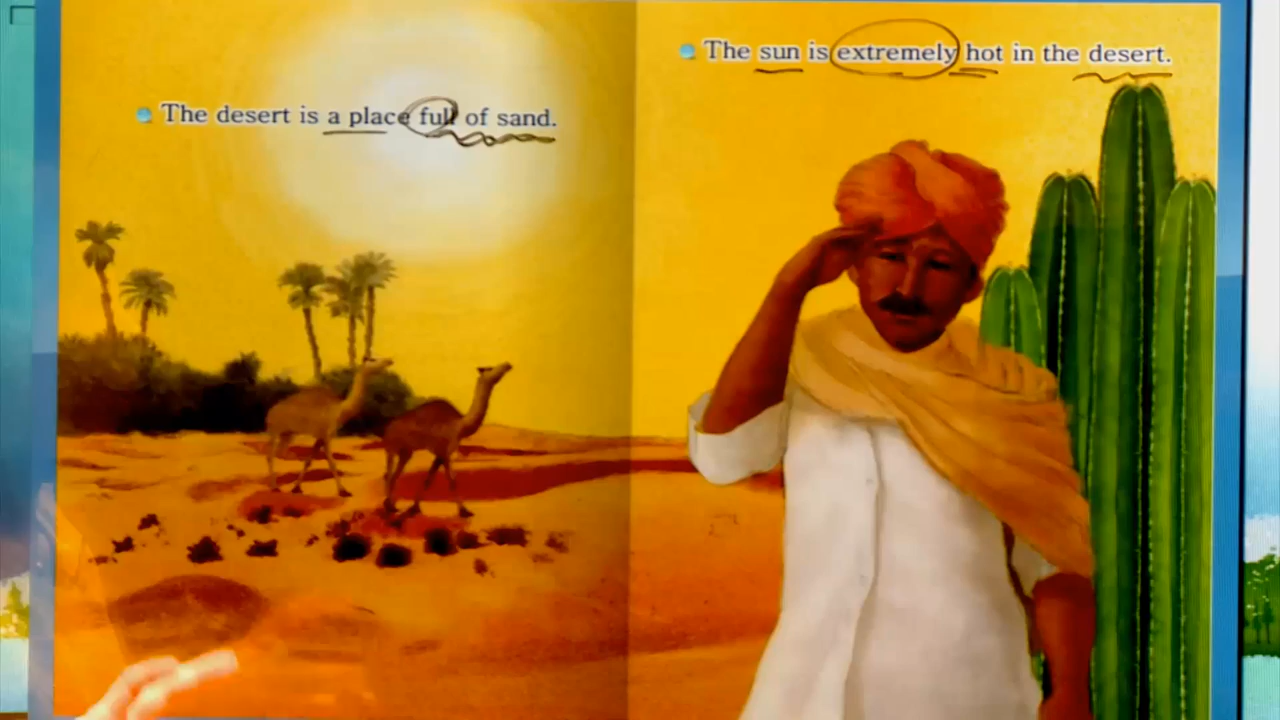 The desert is a place full of sand.
The sun is extremely hot in the desert.